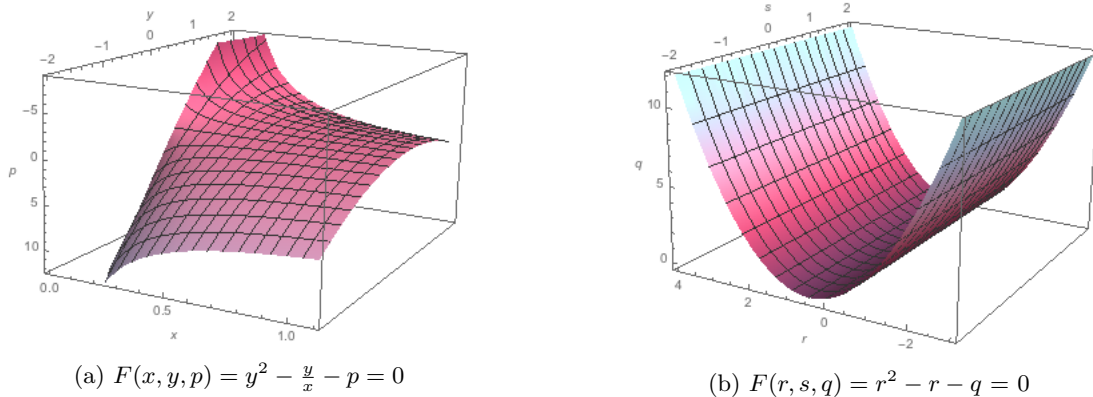 y
−2 −1 0 1 2
−5
0
5
10
p
0.0 0.5 1.0
x
(a) F(x, y, p) = y² − y/x − p = 0
s
−2 −1 0 1 2
10
5
0
q
4 2 0 −2
r
(b) F(r, s, q) = r² − r − q = 0